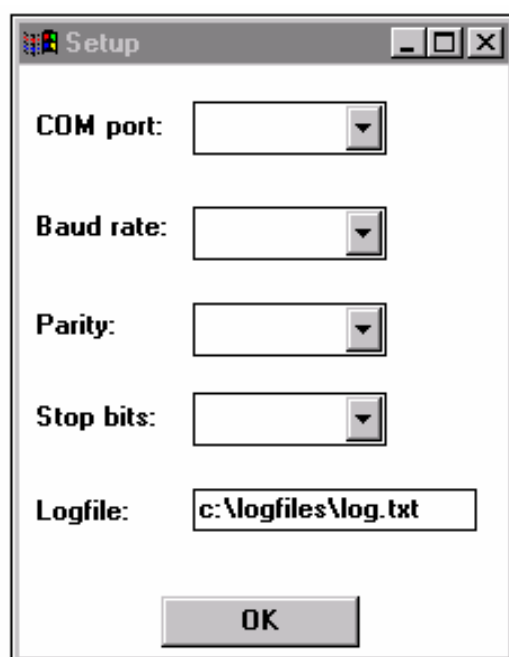 Setup
COM port:
Baud rate:
Parity:
Stop bits:
Logfile: c:\logfiles\log.txt
OK